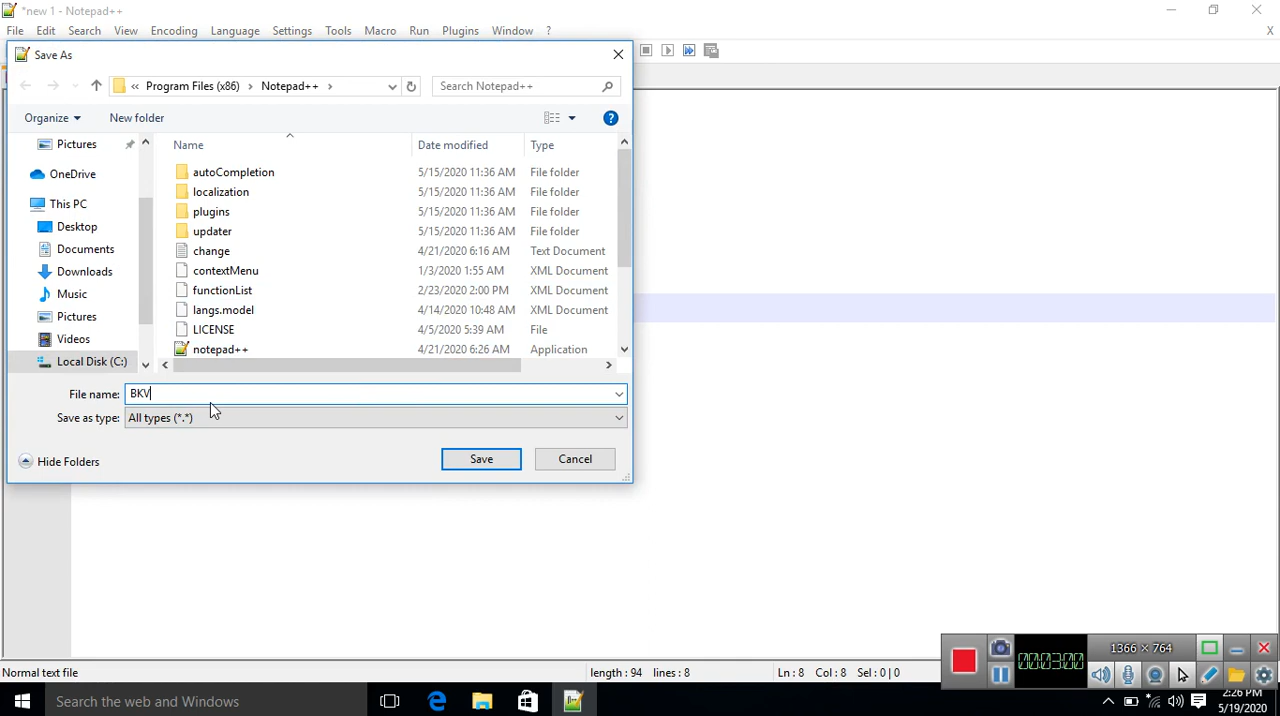 *new 1 - Notepad++
File Edit Search View Encoding Language Settings Tools Macro Run Plugins Window ? X
Save As
« Program Files (x86) › Notepad++ › Search Notepad++
Organize New folder
Name Date modified Type
Pictures
OneDrive
This PC
Desktop
Documents
Downloads
Music
Pictures
Videos
Local Disk (C:)
autoCompletion 5/15/2020 11:36 AM File folder
localization 5/15/2020 11:36 AM File folder
plugins 5/15/2020 11:36 AM File folder
updater 5/15/2020 11:36 AM File folder
change 4/21/2020 6:16 AM Text Document
contextMenu 1/3/2020 1:55 AM XML Document
functionList 2/23/2020 2:00 PM XML Document
langs.model 4/14/2020 10:48 AM XML Document
LICENSE 4/5/2020 5:39 AM File
notepad++ 4/21/2020 6:26 AM Application
File name: BKV
Save as type: All types (*.*)
Hide Folders Save Cancel
00:03:00 1366 × 764
Normal text file length : 94 lines : 8 Ln : 8 Col : 8 Sel : 0 | 0
Search the web and Windows
2:26 PM
5/19/2020